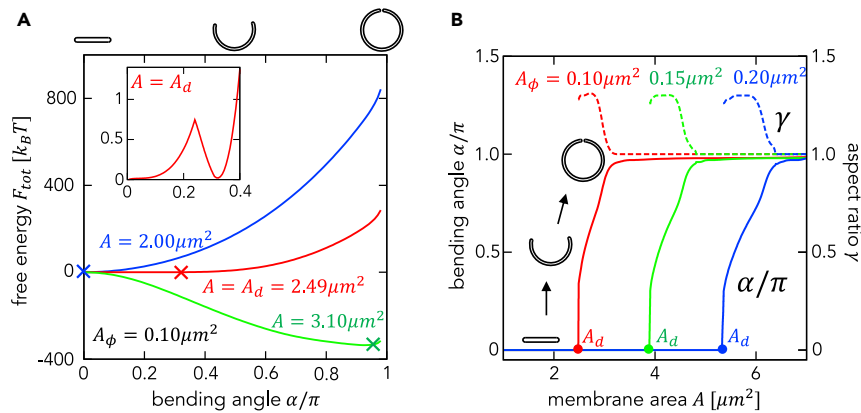 A
free energy F_tot [k_BT]
800
400
0
-400
A = A_d
1
0.5
0
0
0.2
0.4
A = 2.00μm²
A = A_d = 2.49μm²
A = 3.10μm²
A_ϕ = 0.10μm²
0 0.2 0.4 0.6 0.8 1
bending angle α/π
B
bending angle α/π
1.5
1.0
0.5
0
A_ϕ = 0.10μm² 0.15μm² 0.20μm²
γ
α/π
A_d A_d A_d
2 4 6
membrane area A [μm²]
1.5
1.0
0.5
0
aspect ratio γ